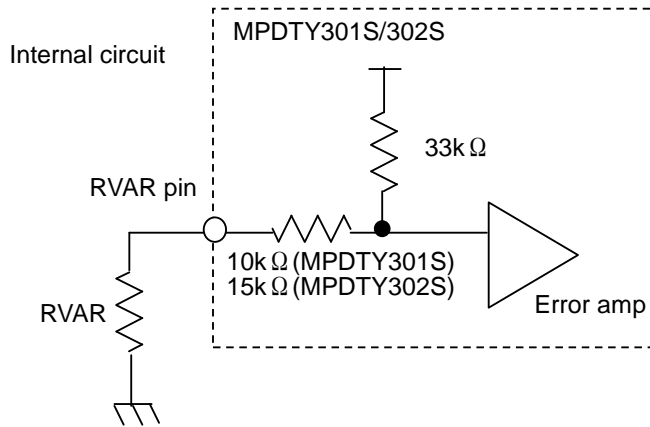 MPDTY301S/302S
Internal circuit
33kΩ
RVAR pin
10kΩ(MPDTY301S)
15kΩ(MPDTY302S)
RVAR
Error amp